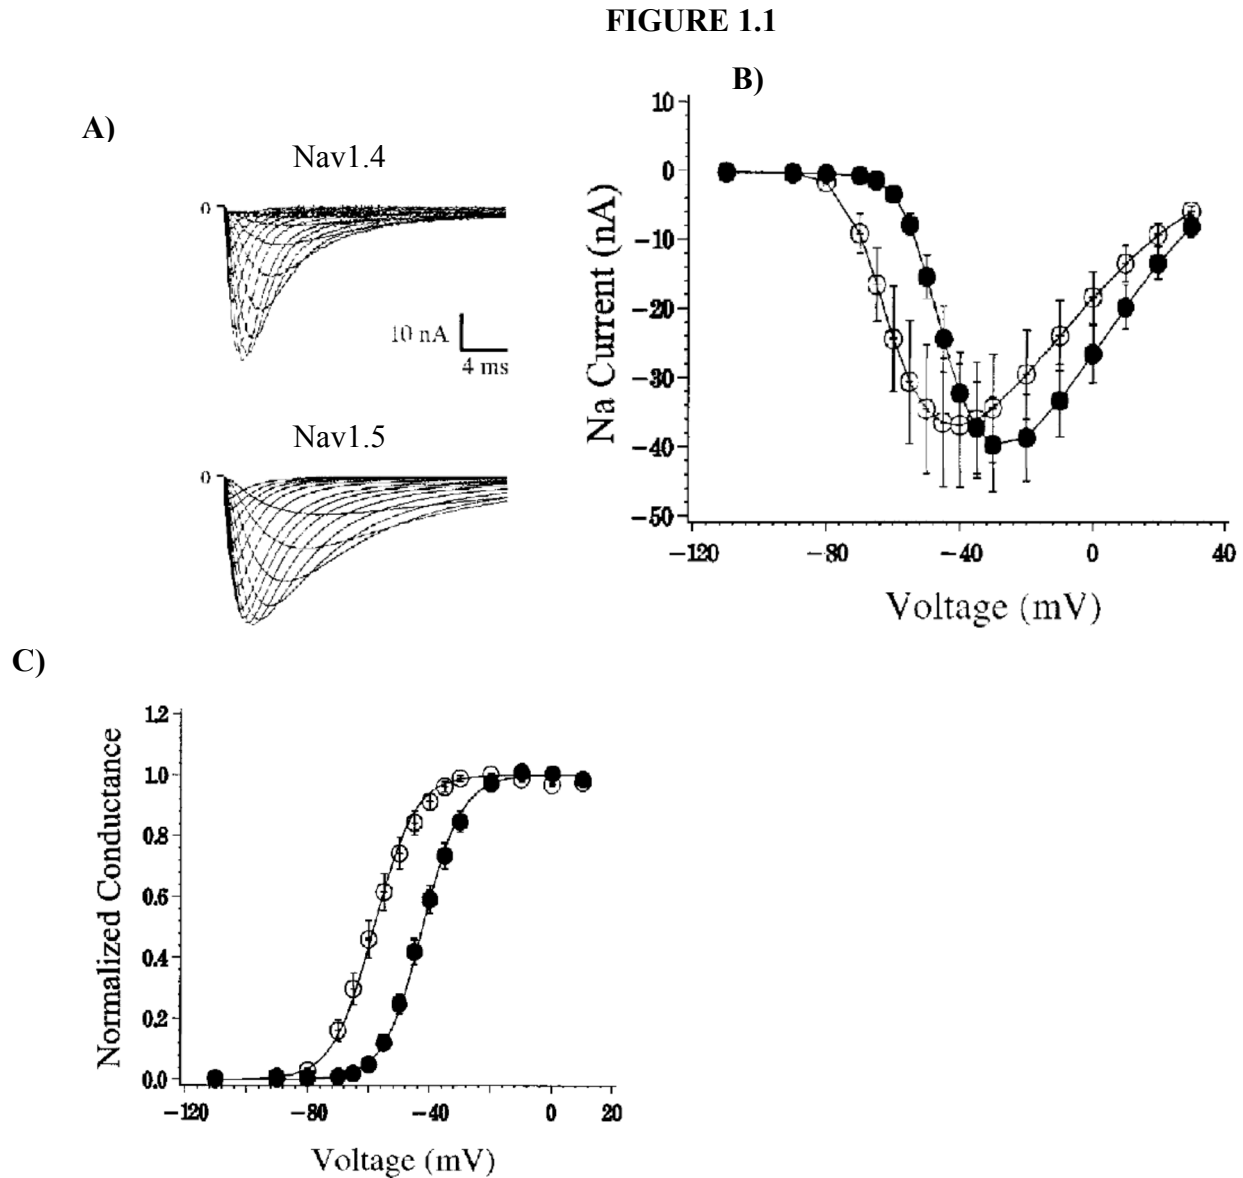 FIGURE 1.1
A)
Nav1.4
0
10 nA
4 ms
Nav1.5
0
B)
10
0
−10
−20
−30
−40
−50
Na Current (nA)
−120 −80 −40 0 40
Voltage (mV)
C)
1.2
1.0
0.8
0.6
0.4
0.2
0.0
Normalized Conductance
−120 −80 −40 0 20
Voltage (mV)